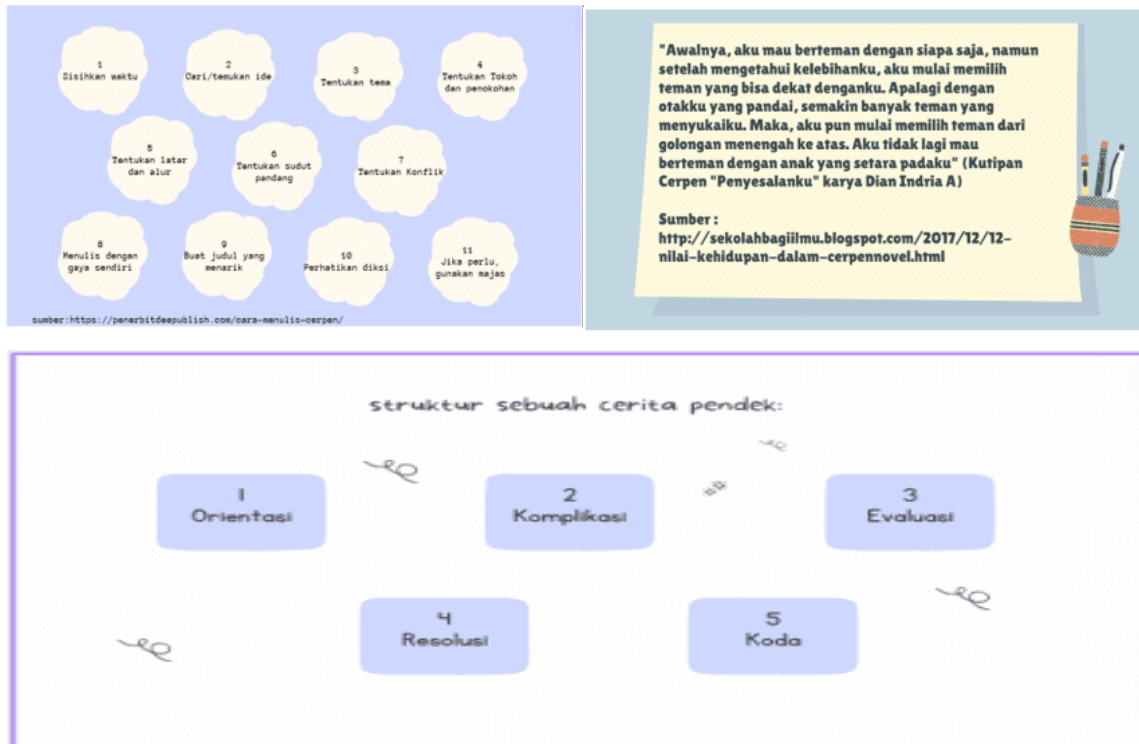 1
Sisihkan waktu
2
Cari/temukan ide
3
Tentukan tema
4
Tentukan Tokoh
dan penokohan
5
Tentukan latar
dan alur
6
Tentukan sudut
pandang
7
Tentukan Konflik
8
Menulis dengan
gaya sendiri
9
Buat judul yang
menarik
10
Perhatikan diksi
11
Jika perlu,
gunakan majas
sumber:https://penerbitdeepublish.com/cara-menulis-cerpen/
"Awalnya, aku mau berteman dengan siapa saja, namun
setelah mengetahui kelebihanku, aku mulai memilih
teman yang bisa dekat denganku. Apalagi dengan
otakku yang pandai, semakin banyak teman yang
menyukaiku. Maka, aku pun mulai memilih teman dari
golongan menengah ke atas. Aku tidak lagi mau
berteman dengan anak yang setara padaku" (Kutipan
Cerpen "Penyesalanku" karya Dian Indria A)
Sumber :
http://sekolahbagiilmu.blogspot.com/2017/12/12-
nilai-kehidupan-dalam-cerpennovel.html
struktur sebuah cerita pendek:
1
Orientasi
2
Komplikasi
3
Evaluasi
4
Resolusi
5
Koda